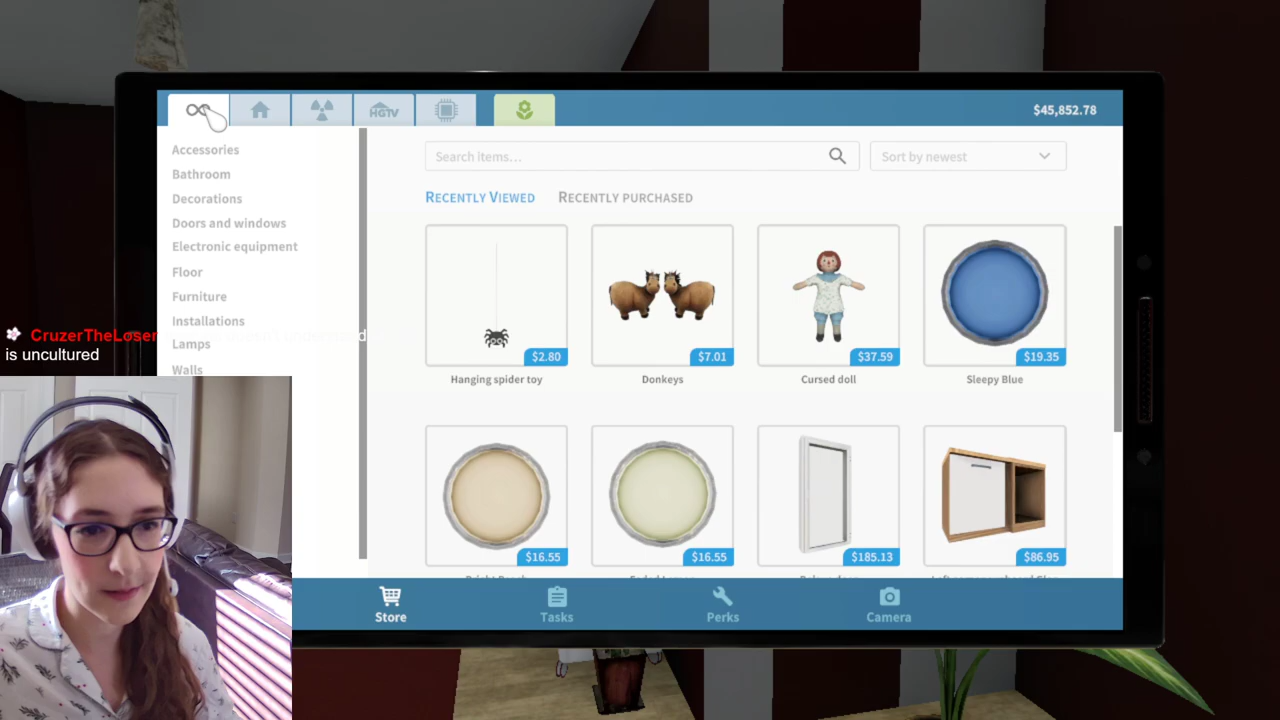 HGTV
$45,852.78
Accessories
Bathroom
Decorations
Doors and windows
Electronic equipment
Floor
Furniture
Installations
Lamps
Walls
Search items...
Sort by newest
Recently Viewed
Recently purchased
$2.80
$7.01
$37.59
$19.35
Hanging spider toy
Donkeys
Cursed doll
Sleepy Blue
$16.55
$16.55
$185.13
$86.95
CruzerTheLoser
is uncultured
Store
Tasks
Perks
Camera